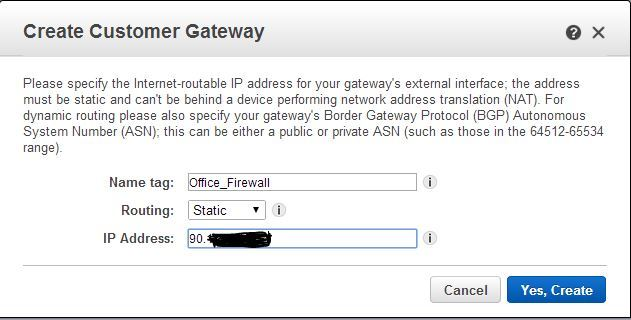 Create Customer Gateway
Please specify the Internet-routable IP address for your gateway's external interface; the address
must be static and can't be behind a device performing network address translation (NAT). For
dynamic routing please also specify your gateway's Border Gateway Protocol (BGP) Autonomous
System Number (ASN); this can be either a public or private ASN (such as those in the 64512-65534
range).
Name tag: Office_Firewall
Routing: Static
IP Address: 90.
Cancel Yes, Create